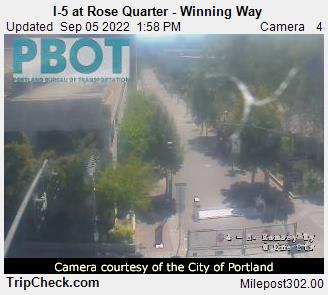 I-5 at Rose Quarter - Winning Way
Updated Sep 05 2022 1:58 PM Camera 4
PBOT
PORTLAND BUREAU OF TRANSPORTATION
Camera courtesy of the City of Portland
TripCheck.com Milepost302.00